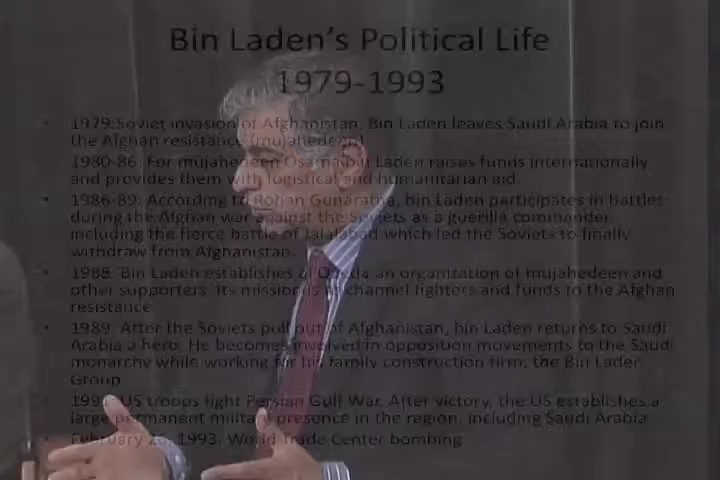 Bin Laden's Political Life
1979-1993
• 1979:Soviet invasion of Afghanistan, Bin Laden leaves Saudi Arabia to join
the Afghan resistance (mujahedeen)
• 1980-86: For mujahedeen Osama bin Laden raises funds internationally
and provides them with logistical and humanitarian aid.
• 1986-89: According to Rohan Gunaratna, bin Laden participates in battles
during the Afghan war against the Soviets as a guerilla commander
including the fierce battle of Jalalabad which led the Soviets to finally
withdraw from Afghanistan.
• 1988: Bin Laden establishes al Qaeda an organization of mujahedeen and
other supporters. Its mission is to channel fighters and funds to the Afghan
resistance
• 1989: After the Soviets pull out of Afghanistan, bin Laden returns to Saudi
Arabia a hero. He becomes involved in opposition movements to the Saudi
monarchy while working for his family construction firm, the Bin Laden
Group
• US troops fight Persian Gulf War. After victory, the US establishes a
large permanent military presence in the region, including Saudi Arabia
• February 26, 1993: World Trade Center bombing